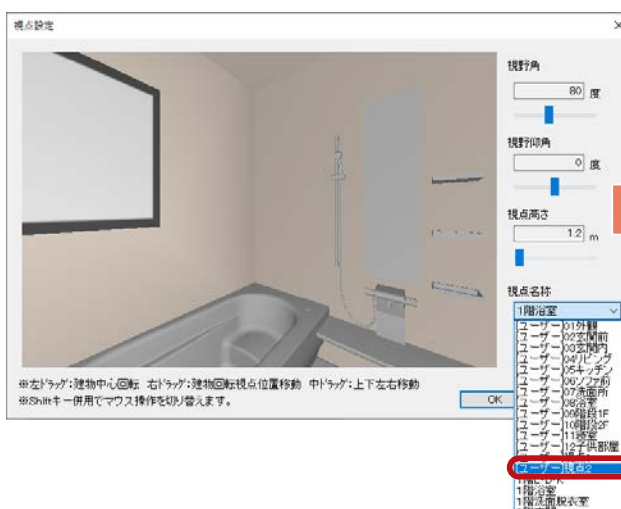 視点設定
×
視野角
80 度
視野仰角
0 度
視点高さ
1.2 m
視点名称
1階浴室
[ユーザー]01外観
[ユーザー]02玄関前
[ユーザー]03玄関内
[ユーザー]04リビング
[ユーザー]05キッチン
[ユーザー]06ソファ前
[ユーザー]07洗面所
[ユーザー]08浴室
[ユーザー]09階段1F
[ユーザー]10階段2F
[ユーザー]11寝室
[ユーザー]12子供部屋
[ユーザー]視点2
1階浴室
1階洗面脱衣室
※左ドラッグ:建物中心回転 右ドラッグ:建物回転視点位置移動 中ドラッグ:上下左右移動
※Shiftキー併用でマウス操作を切り替えます。
OK